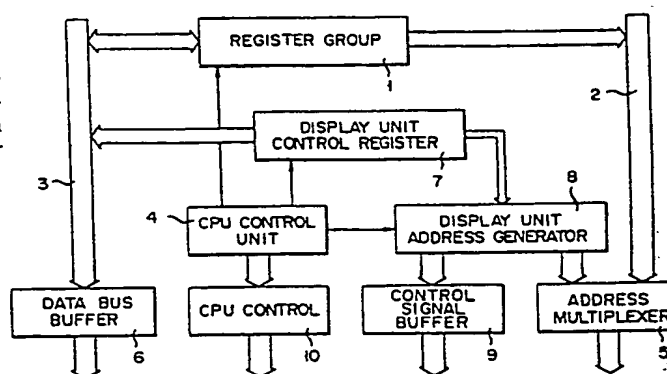 REGISTER GROUP
1
2
DISPLAY UNIT
CONTROL REGISTER
7
3
8
4
CPU CONTROL
UNIT
DISPLAY UNIT
ADDRESS GENERATOR
DATA BUS
BUFFER
6
CPU CONTROL
10
CONTROL
SIGNAL
BUFFER
9
ADDRESS
MULTIPLEXER
5